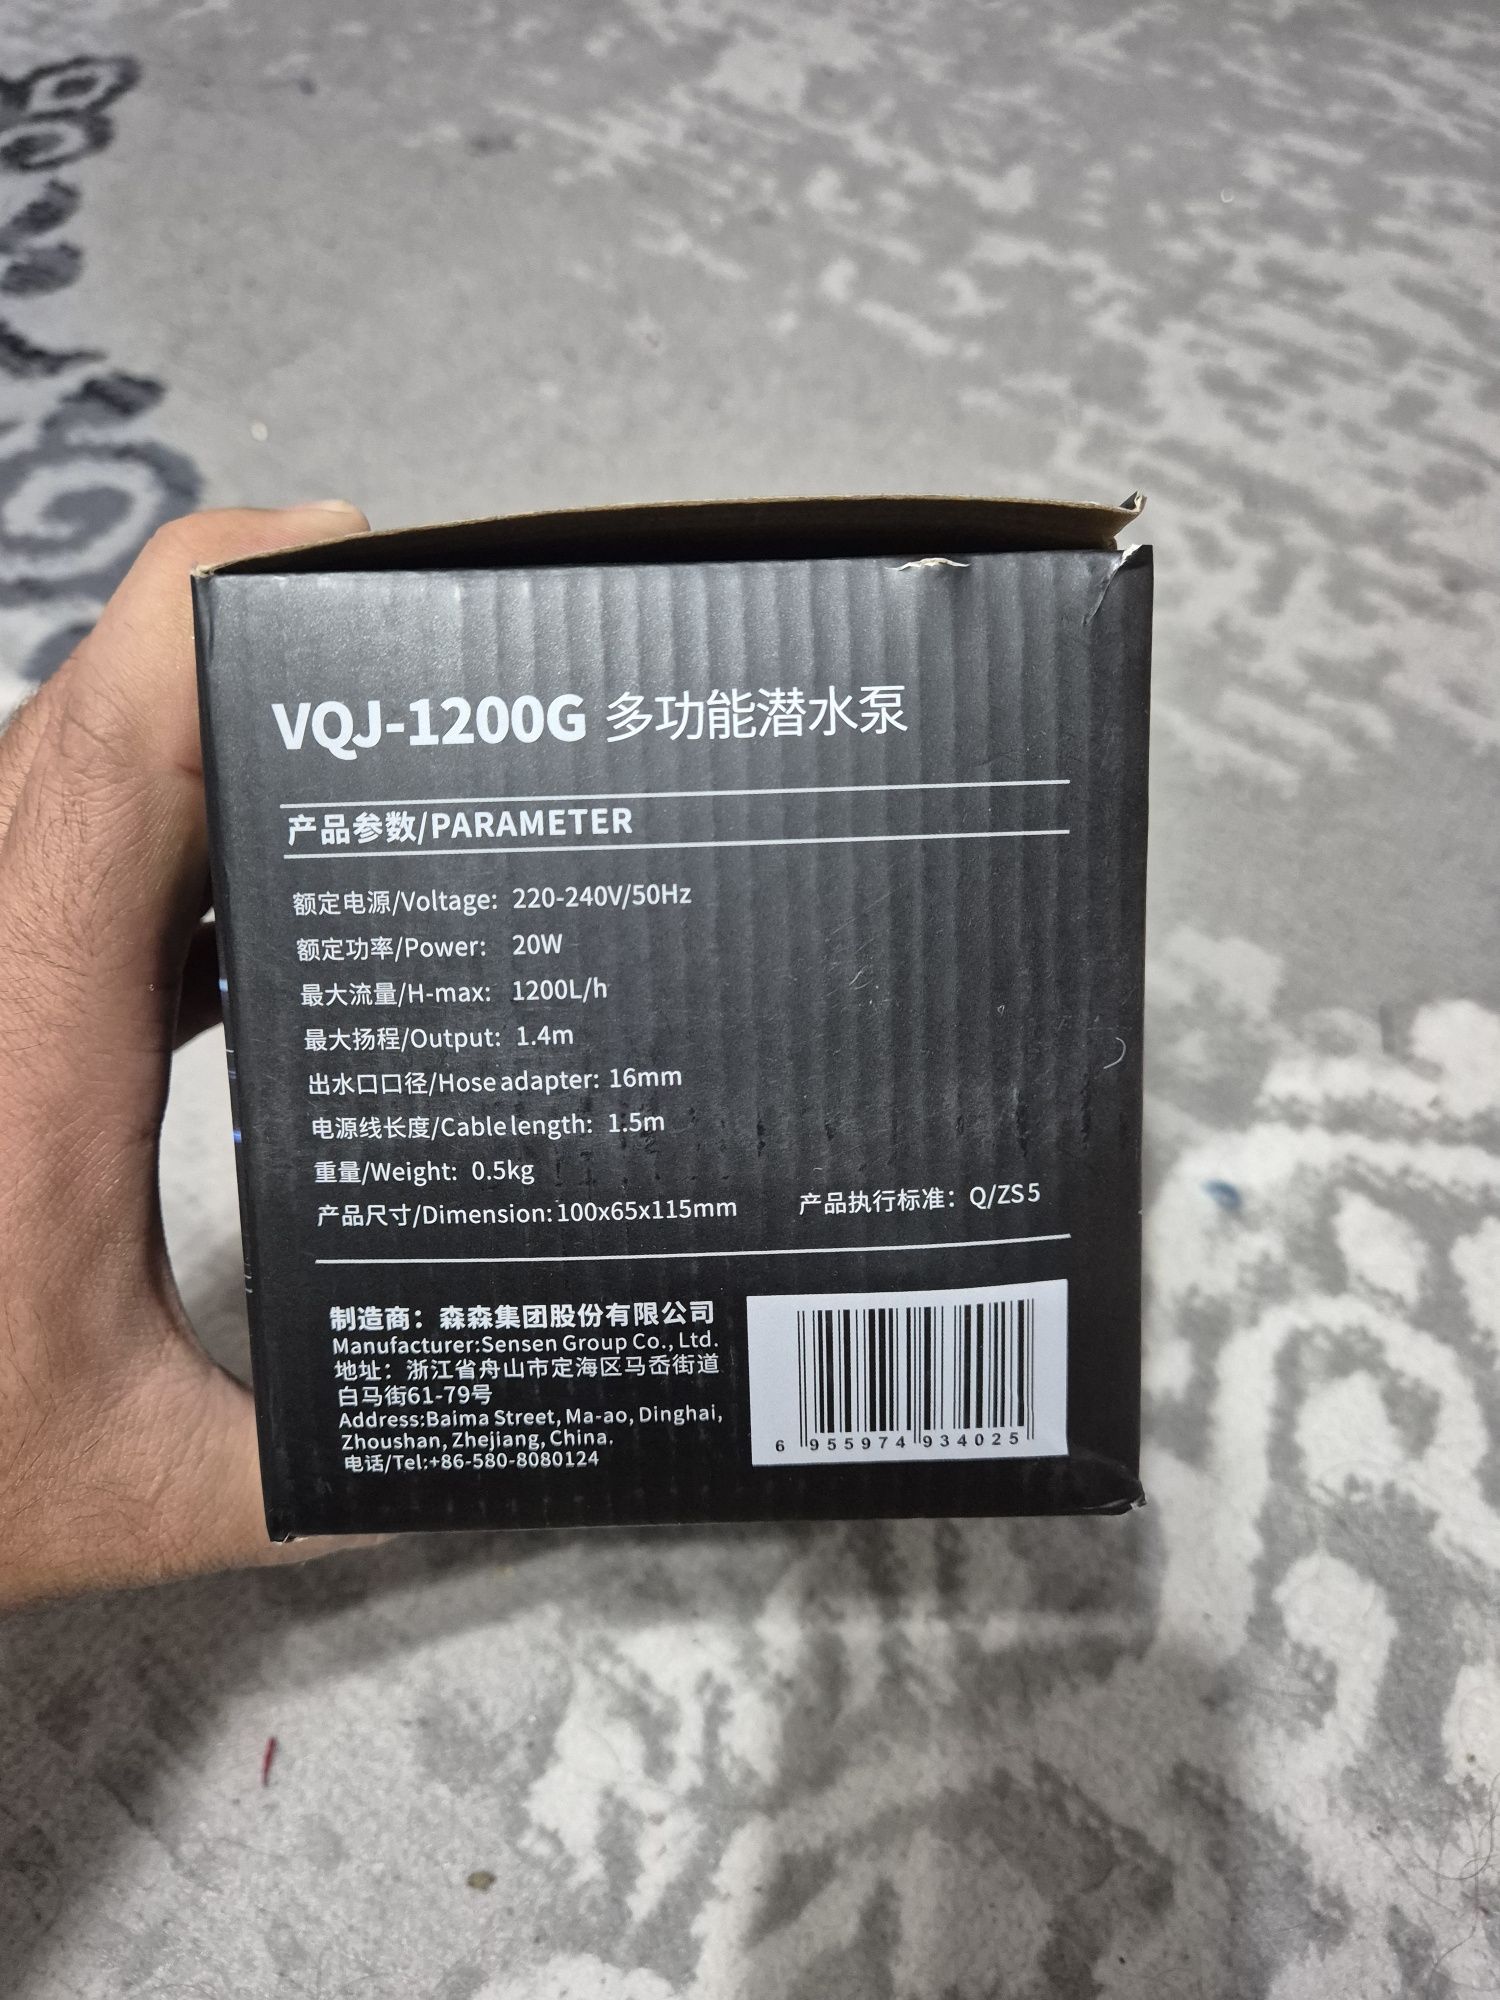 VQJ-1200G 多功能潜水泵
产品参数/PARAMETER
额定电源/Voltage: 220-240V/50Hz
额定功率/Power: 20W
最大流量/H-max: 1200L/h
最大扬程/Output: 1.4m
出水口口径/Hose adapter: 16mm
电源线长度/Cable length: 1.5m
重量/Weight: 0.5kg
产品尺寸/Dimension: 100x65x115mm 产品执行标准：Q/ZS 5
制造商：森森集团股份有限公司
Manufacturer:Sensen Group Co., Ltd.
地址：浙江省舟山市定海区马岙街道
白马街61-79号
Address:Baima Street, Ma-ao, Dinghai,
Zhoushan, Zhejiang, China.
电话/Tel:+86-580-8080124
6 955974 934025